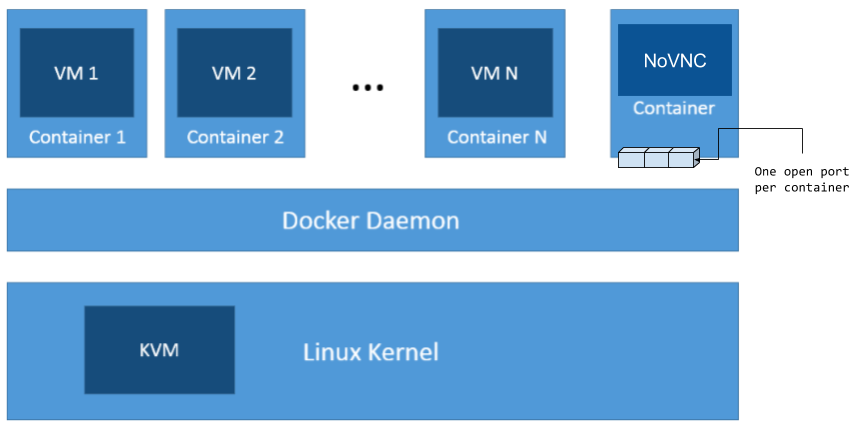 VM 1
Container 1
VM 2
Container 2
...
VM N
Container N
NoVNC
Container
One open port
per container
Docker Daemon
KVM
Linux Kernel